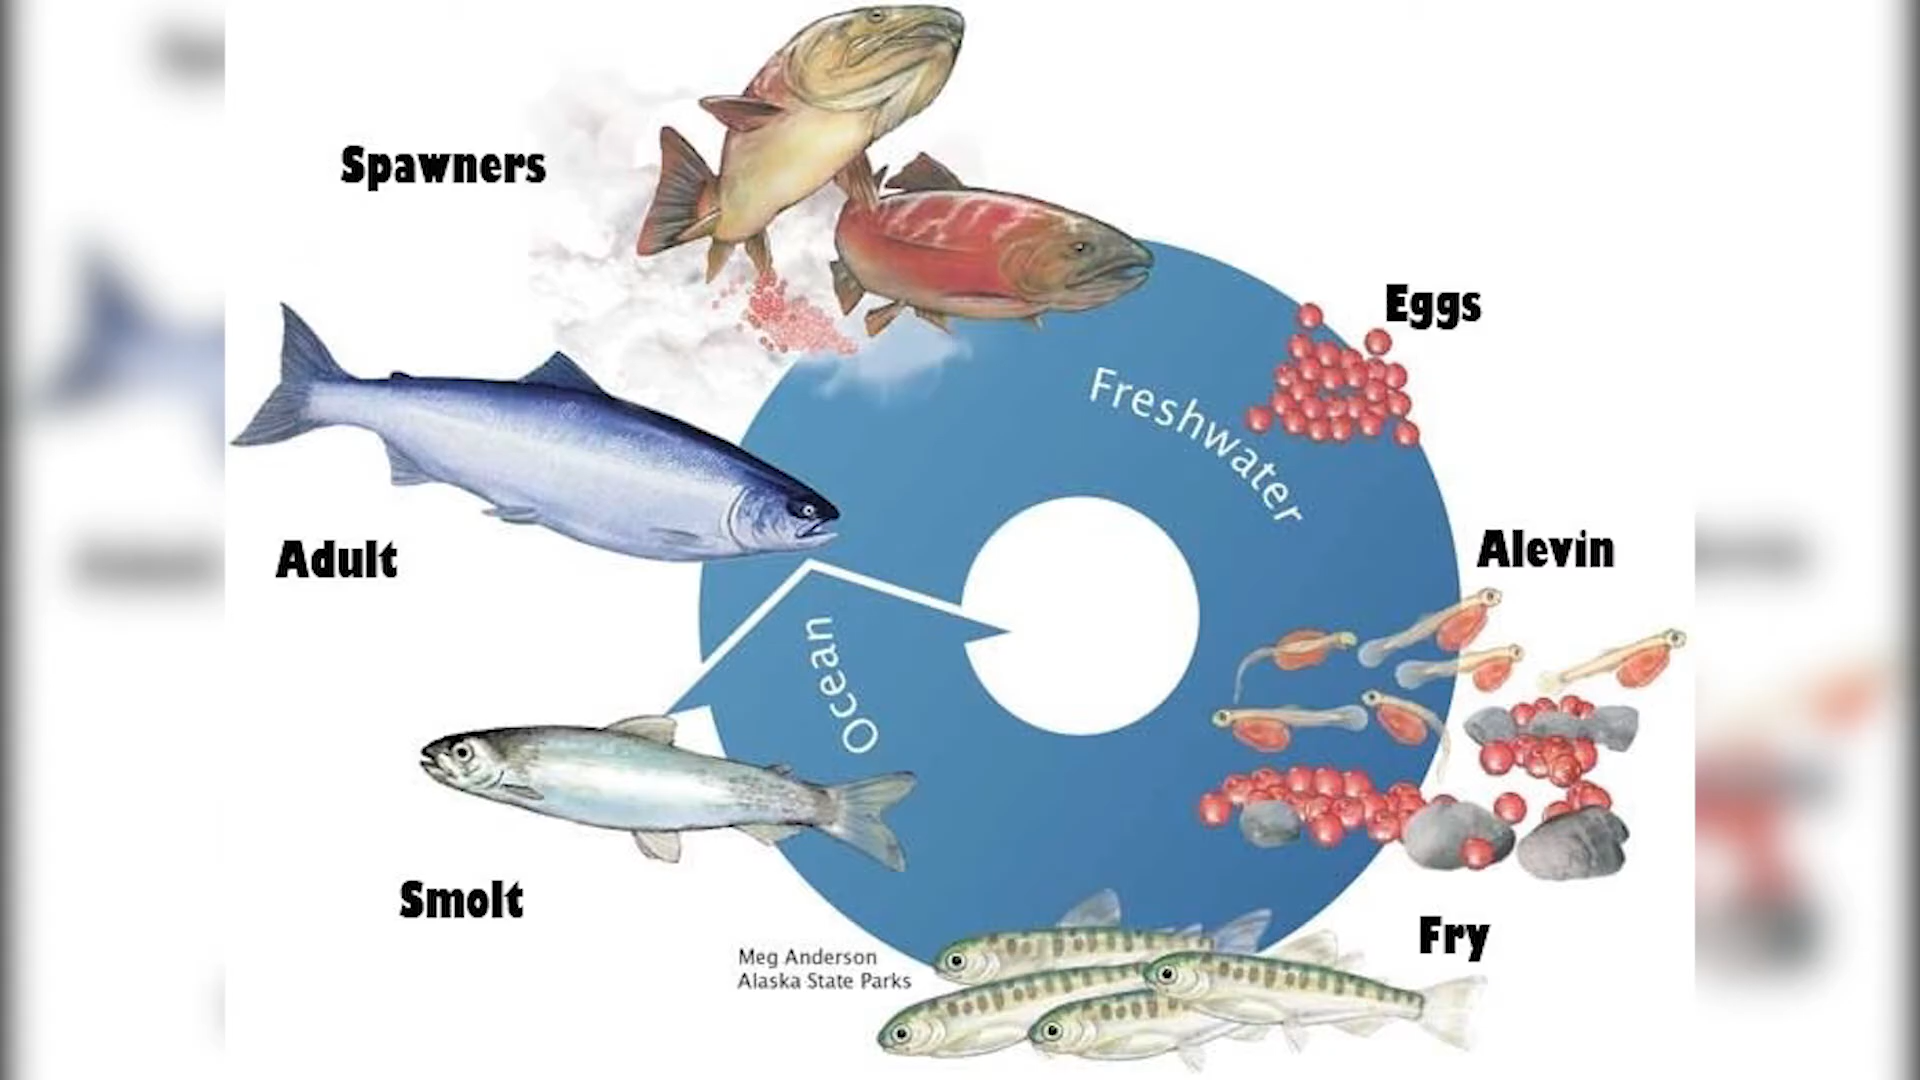 Spawners
Eggs
Freshwater
Alevin
Adult
Ocean
Smolt
Fry
Meg Anderson
Alaska State Parks